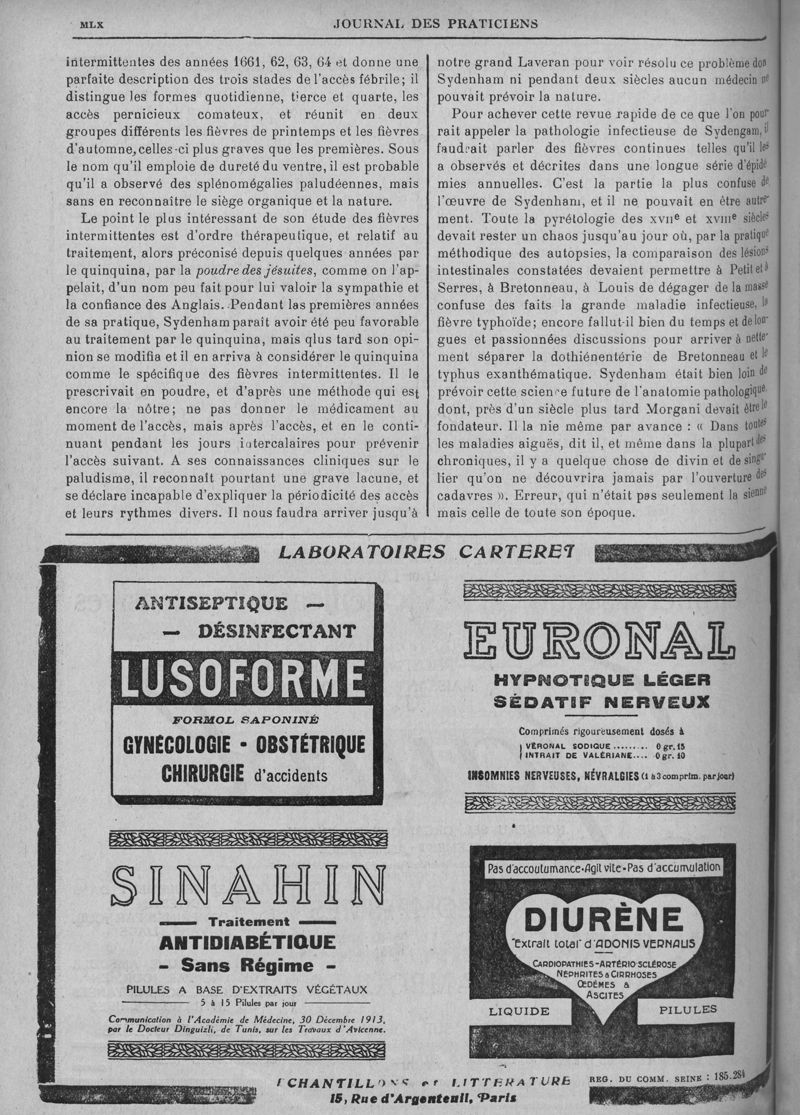 MLX
JOURNAL DES PRATICIENS
intermittentes des années 1661, 62, 63, 64 et donne une
parfaite description des trois stades de l'accès fébrile; il
distingue les formes quotidienne, tierce et quarte, les
accès pernicieux comateux, et réunit en deux
groupes différents les fièvres de printemps et les fièvres
d'automne, celles-ci plus graves que les premières. Sous
le nom qu'il emploie de dureté du ventre, il est probable
qu'il a observé des splénomégalies paludéennes, mais
sans en reconnaître le siège organique et la nature.
Le point le plus intéressant de son étude des fièvres
intermittentes est d'ordre thérapeutique, et relatif au
traitement, alors préconisé depuis quelques années par
le quinquina, par la poudre des jésuites, comme on l'ap-
pelait, d'un nom peu fait pour lui valoir la sympathie et
la confiance des Anglais. Pendant las premières années
de sa pratique, Sydenham paraît avoir été peu favorable
au traitement par le quinquina, mais qlus tard son opi-
nion se modifia et il en arriva à considérer le quinquina
comme le spécifique des fièvres intermittentes. Il le
prescrivait en poudre, et d'après une méthode qui est
encore la nôtre; ne pas donner le médicament au
moment de l'accès, mais après l'accès, et en le conti-
nuant pendant les jours intercalaires pour prévenir
l'accès suivant. A ses connaissances cliniques sur le
paludisme, il reconnaît pourtant une grave lacune, et
se déclare incapable d'expliquer la périodicité des accès
et leurs rythmes divers. Il nous faudra arriver jusqu'à
notre grand Laveran pour voir résolu ce problème don
Sydenham ni pendant deux siècles aucun médecin ne
pouvait prévoir la nature.
Pour achever cette revue rapide de ce que l'on pour
rait appeler la pathologie infectieuse de Sydengam, il
faudrait parler des fièvres continues telles qu'il les
a observés et décrites dans une longue série d'épidé
mies annuelles. C'est la partie la plus confuse de
l'œuvre de Sydenham, et il ne pouvait en être autre-
ment. Toute la pyrétologie des XVIIe et XVIIIe siècles
devait rester un chaos jusqu'au jour où, par la pratique
méthodique des autopsies, la comparaison des lésions
intestinales constatées devaient permettre à Petit et à
Serres, à Bretonneau, à Louis de dégager de la masse
confuse des faits la grande maladie infectieuse, la
fièvre typhoïde; encore fallut-il bien du temps et de lon-
gues et passionnées discussions pour arriver à nette-
ment séparer la dothiénentérie de Bretonneau et le
typhus exanthématique. Sydenham était bien loin de
prévoir cette science future de l'anatomie pathologique,
dont, près d'un siècle plus tard Morgani devait être le
fondateur. Il la nie même par avance : « Dans toutes
les maladies aiguës, dit il, et même dans la plupart des
chroniques, il y a quelque chose de divin et de singu-
lier qu'on ne découvrira jamais par l'ouverture des
cadavres ». Erreur, qui n'était pas seulement la sienne
mais celle de toute son époque.
LABORATOIRES CARTERET
ANTISEPTIQUE —
— DÉSINFECTANT
LUSOFORME
FORMOL SAPONINÉ
GYNÉCOLOGIE - OBSTÉTRIQUE
CHIRURGIE d'accidents
EURONAL
HYPNOTIQUE LÉGER
SÉDATIF NERVEUX
Comprimés rigoureusement dosés à
VÉRONAL SODIQUE......... 0 gr. 15
INTRAIT DE VALÉRIANE.... 0 gr. 10
INSOMNIES NERVEUSES, NÉVRALGIES (1 à 3 comprim. par jour)
SINAHIN
— Traitement —
ANTIDIABÉTIQUE
- Sans Régime -
PILULES A BASE D'EXTRAITS VÉGÉTAUX
5 à 15 Pilules par jour
Communication à l'Académie de Médecine, 30 Décembre 1913,
par le Docteur Dinguizli, de Tunis, sur les Travaux d'Avicenne.
Pas d'accoutumance•Agit vite•Pas d'accumulation
DIURÈNE
"Extrait total" d'ADONIS VERNALIS
CARDIOPATHIES-ARTÉRIO SCLÉROSE
NÉPHRITES & CIRRHOSES
ŒDÈMES &
ASCITES
LIQUIDE
PILULES
ECHANTILLONS et LITTÉRATURE
15, Rue d'Argenteuil, Paris
REG. DU COMM. SEINE : 185.284